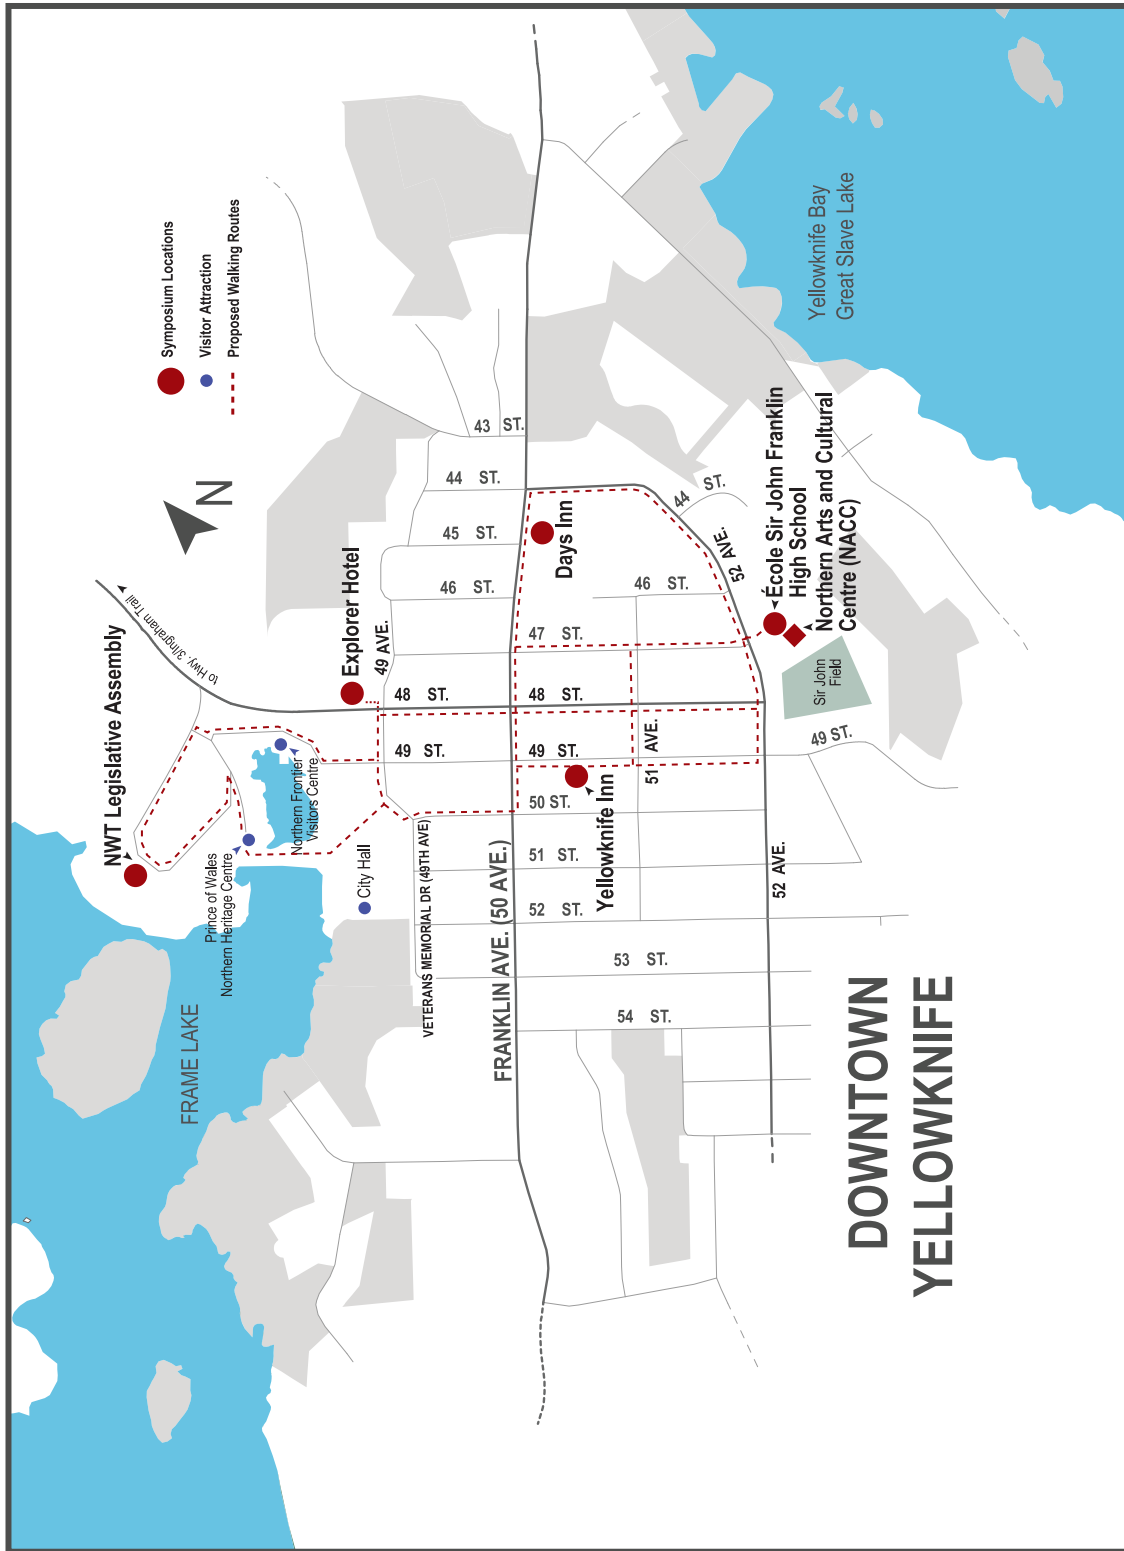 Symposium Locations
Visitor Attraction
Proposed Walking Routes
N
to Hwy. 3/Ingraham Trail
NWT Legislative Assembly
Explorer Hotel
Northern Frontier
Visitors Centre
Prince of Wales
Northern Heritage Centre
City Hall
FRAME LAKE
Yellowknife Bay
Great Slave Lake
43 ST.
44 ST.
45 ST.
46 ST.
49 AVE.
48 ST.
49 ST.
VETERANS MEMORIAL DR (49TH AVE)
FRANKLIN AVE. (50 AVE.)
Days Inn
44 ST.
52 AVE.
46 ST.
47 ST.
48 ST.
49 ST.
51 AVE.
50 ST.
51 ST.
52 ST.
53 ST.
54 ST.
Yellowknife Inn
52 AVE.
49 ST.
École Sir John Franklin
High School
Northern Arts and Cultural
Centre (NACC)
Sir John
Field
DOWNTOWN
YELLOWKNIFE